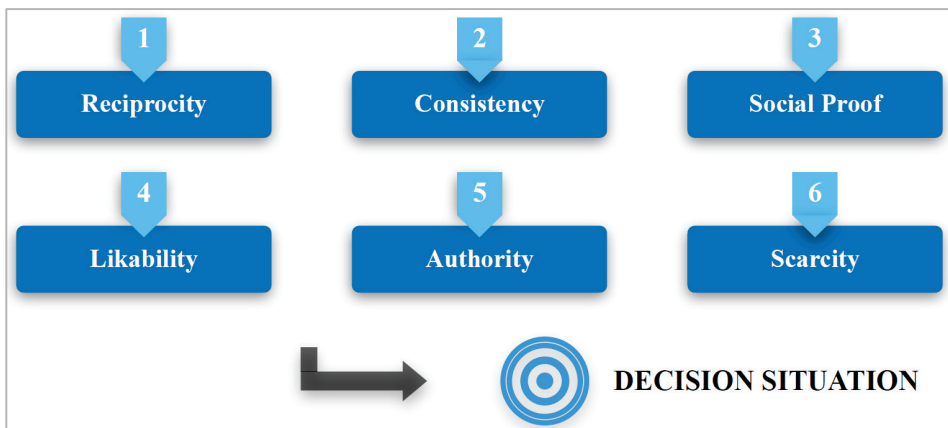 1
2
3
Reciprocity
Consistency
Social Proof
4
5
6
Likability
Authority
Scarcity
DECISION SITUATION